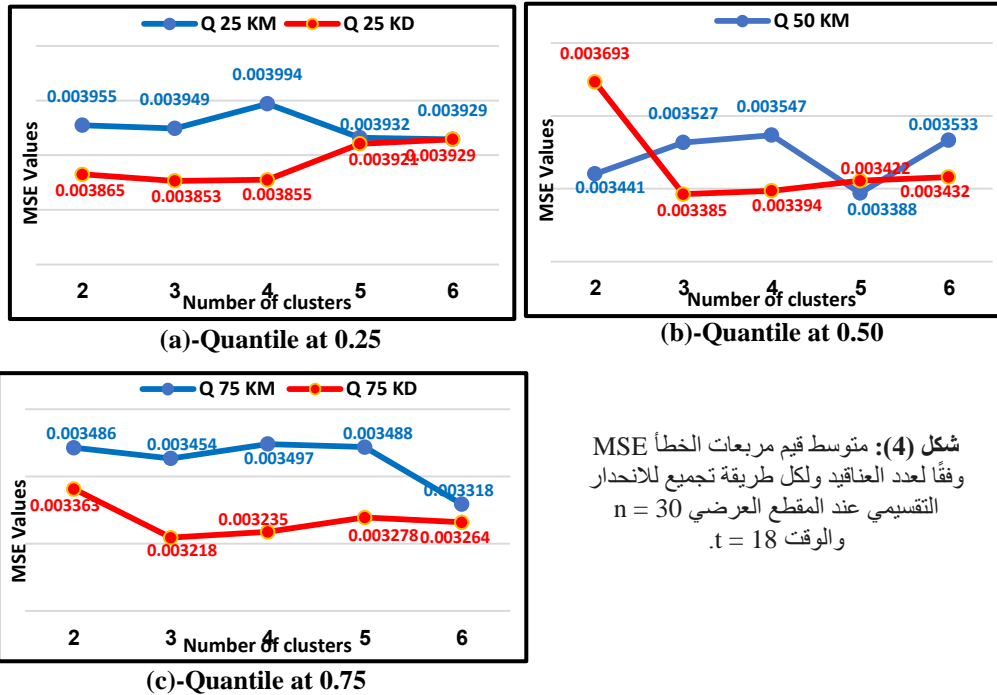 Q 25 KM Q 25 KD
MSE Values
0.003955 0.003949 0.003994 0.003932 0.003929
0.003865 0.003853 0.003855 0.003921 0.003929
2 3 4 5 6
Number of clusters
(a)-Quantile at 0.25
Q 50 KM
MSE Values
0.003693
0.003441 0.003527 0.003547 0.003388 0.003533
0.003385 0.003394 0.003422 0.003432
2 3 4 5 6
Number of clusters
(b)-Quantile at 0.50
Q 75 KM Q 75 KD
MSE Values
0.003486 0.003454 0.003497 0.003488 0.003318
0.003363 0.003218 0.003235 0.003278 0.003264
2 3 4 5 6
Number of clusters
(c)-Quantile at 0.75
شكل (4): متوسط قيم مربعات الخطأ MSE
وفقًا لعدد العناقيد ولكل طريقة تجميع للانحدار
التقسيمي عند المقطع العرضي n = 30
والوقت t = 18.